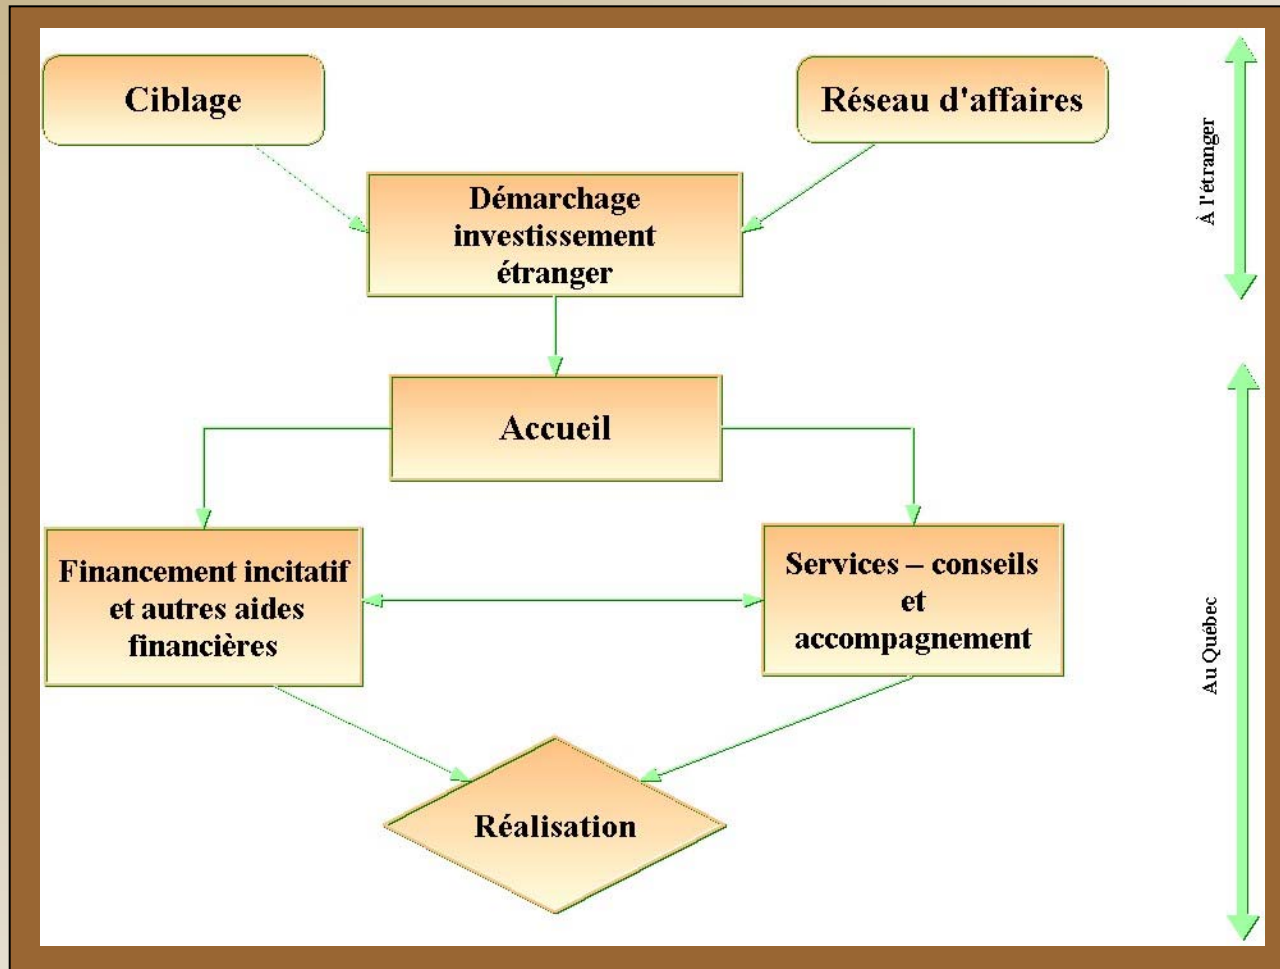 Ciblage
Réseau d'affaires
Démarchage
investissement
étranger
À l'étranger
Accueil
Financement incitatif
et autres aides
financières
Services – conseils
et
accompagnement
Au Québec
Réalisation